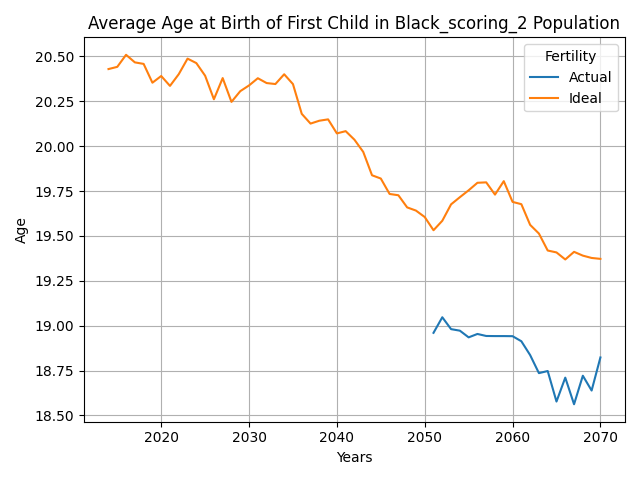 Average Age at Birth of First Child in Black_scoring_2 Population
Fertility
Actual
Ideal
20.50
20.25
20.00
19.75
19.50
19.25
19.00
18.75
18.50
Age
2020
2030
2040
2050
2060
2070
Years